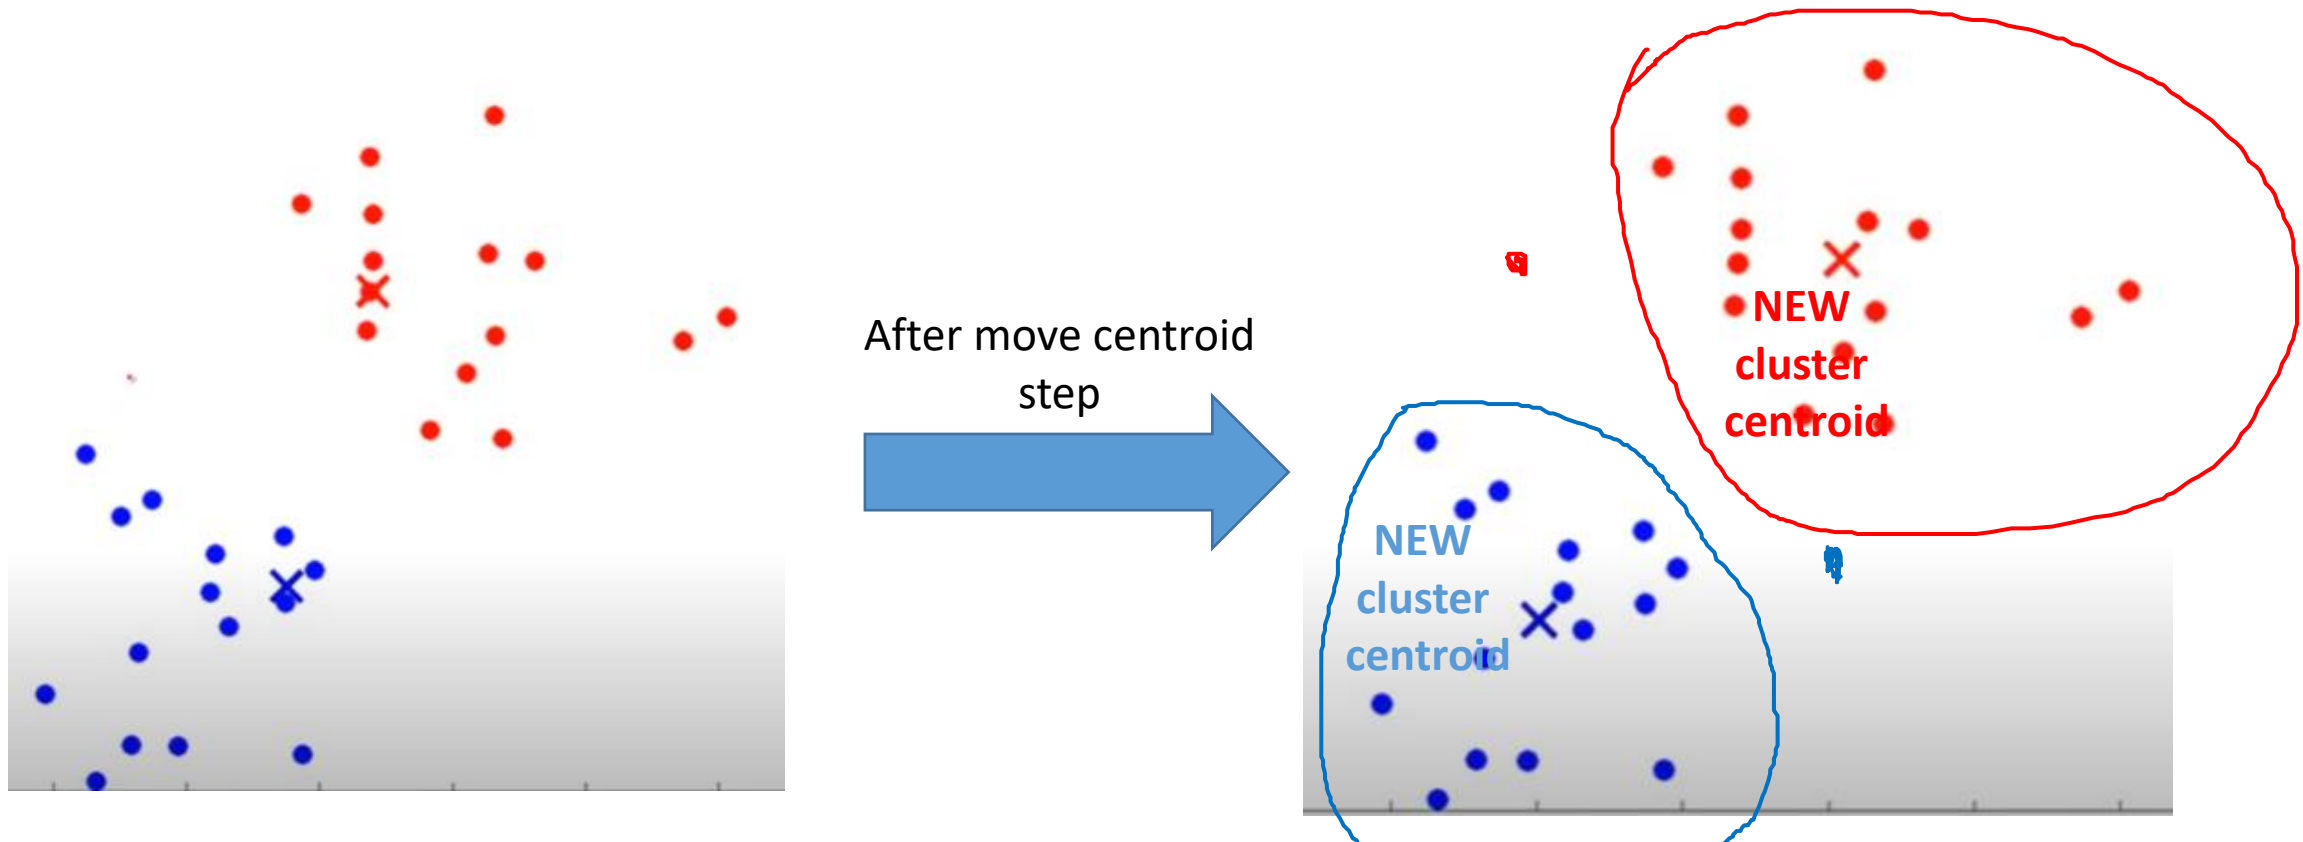 After move centroid
step
NEW
cluster
centroid
NEW
cluster
centroid